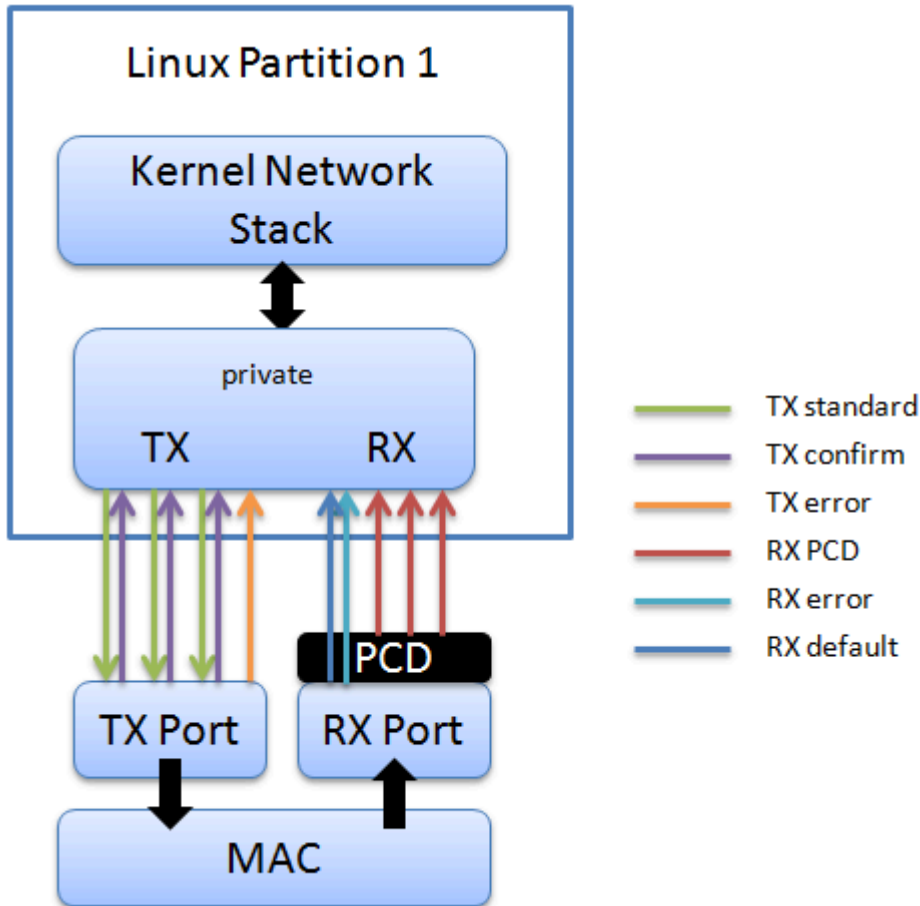 Linux Partition 1
Kernel Network
Stack
private
TX RX
TX standard
TX confirm
TX error
RX PCD
RX error
RX default
PCD
TX Port RX Port
MAC